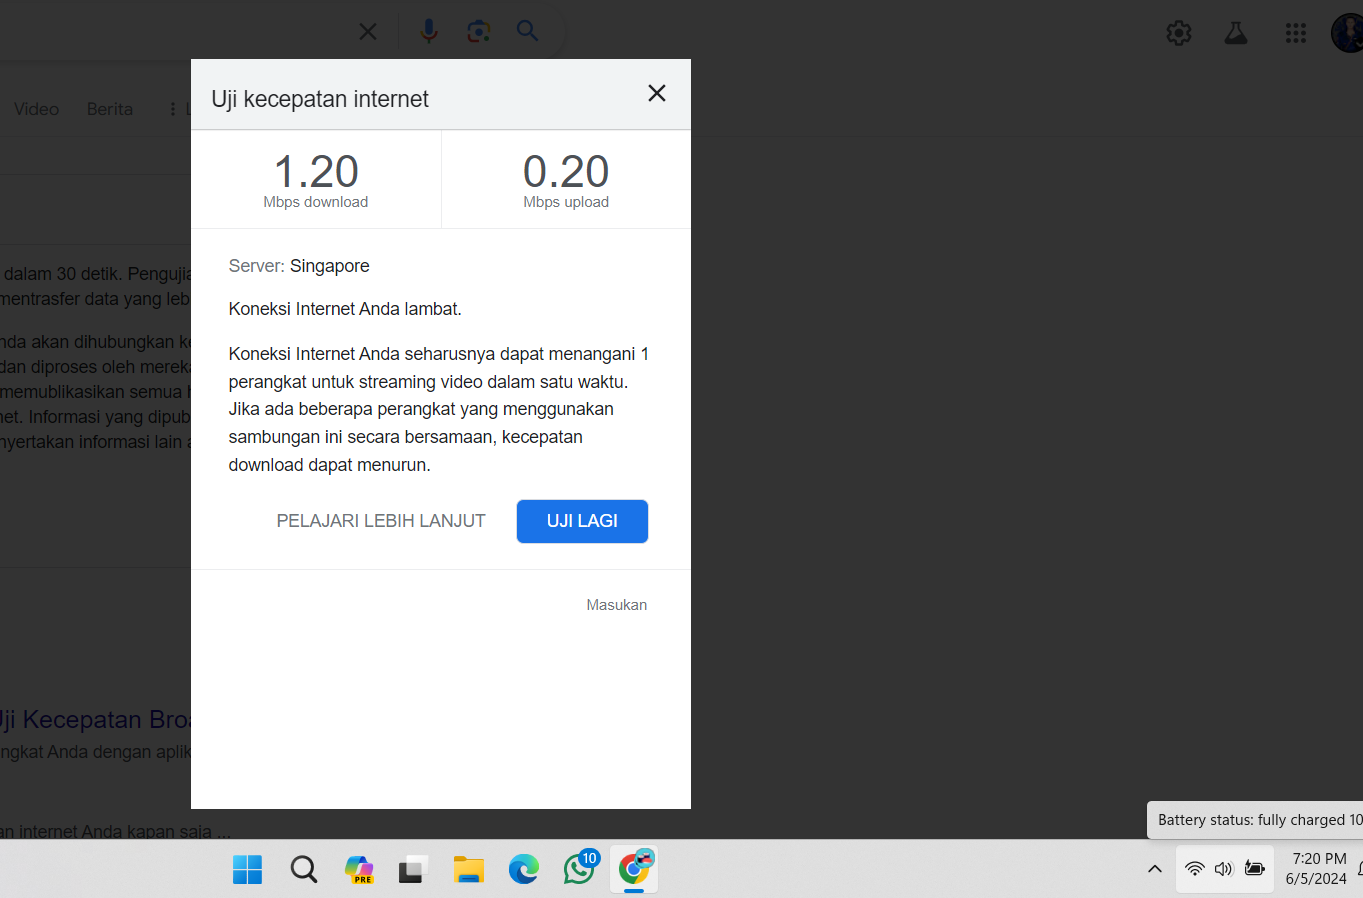 Video Berita
Uji kecepatan internet
1.20
Mbps download
0.20
Mbps upload
Server: Singapore
Koneksi Internet Anda lambat.
Koneksi Internet Anda seharusnya dapat menangani 1
perangkat untuk streaming video dalam satu waktu.
Jika ada beberapa perangkat yang menggunakan
sambungan ini secara bersamaan, kecepatan
download dapat menurun.
PELAJARI LEBIH LANJUT
UJI LAGI
Masukan
dalam 30 detik. Pengujia
mentrasfer data yang leb
nda akan dihubungkan ke
dan diproses oleh mereka
memublikasikan semua h
net. Informasi yang dipub
nyertakan informasi lain a
Uji Kecepatan Broa
ngkat Anda dengan aplik
an internet Anda kapan saja ...
Battery status: fully charged 10
PRE
10
7:20 PM
6/5/2024